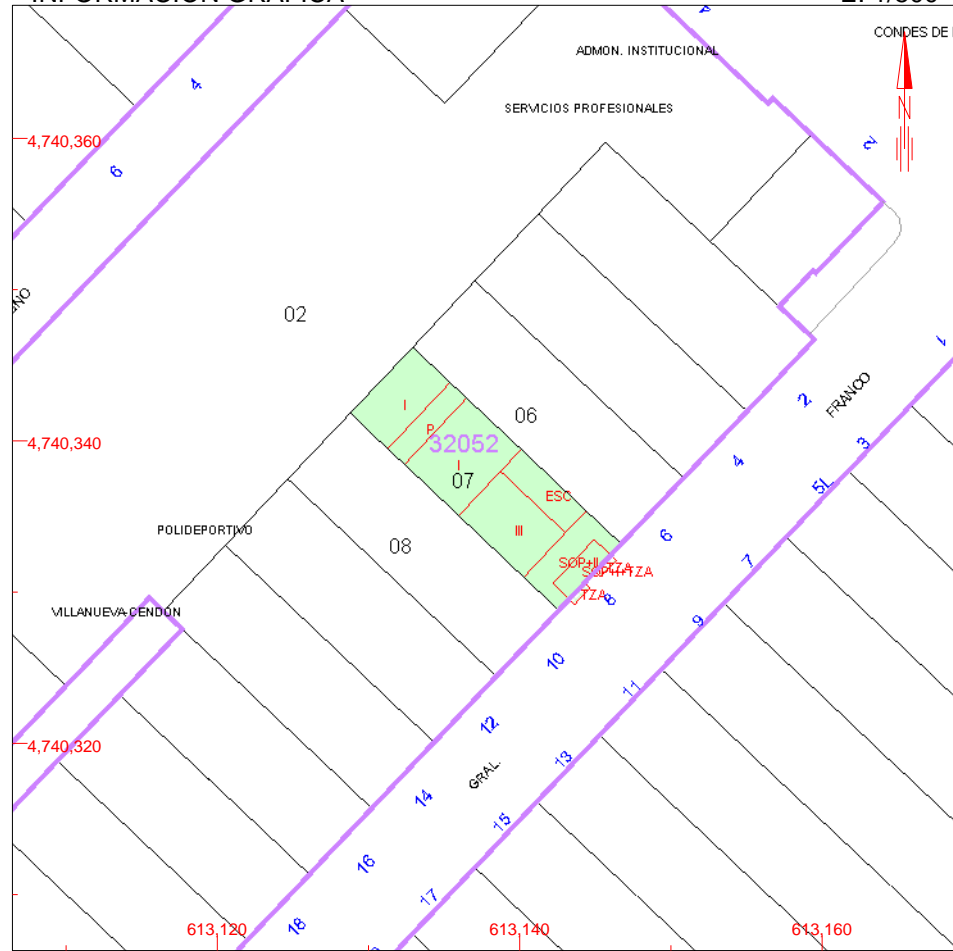 ADMON. INSTITUCIONAL
CONDES DE
SERVICIOS PROFESIONALES
N
4,740,360
4
6
2
02
1
2
FRANCO
06
I
P
32052
4,740,340
4
3
I
07
5L
ESC
POLIDEPORTIVO
III
08
6
7
SOP+II
TZA
SOP+II+TZA
TZA
8
VILLANUEVA-CENDON
9
10
11
12
4,740,320
13
GRAL.
14
15
16
17
18
613,120
613,140
613,160